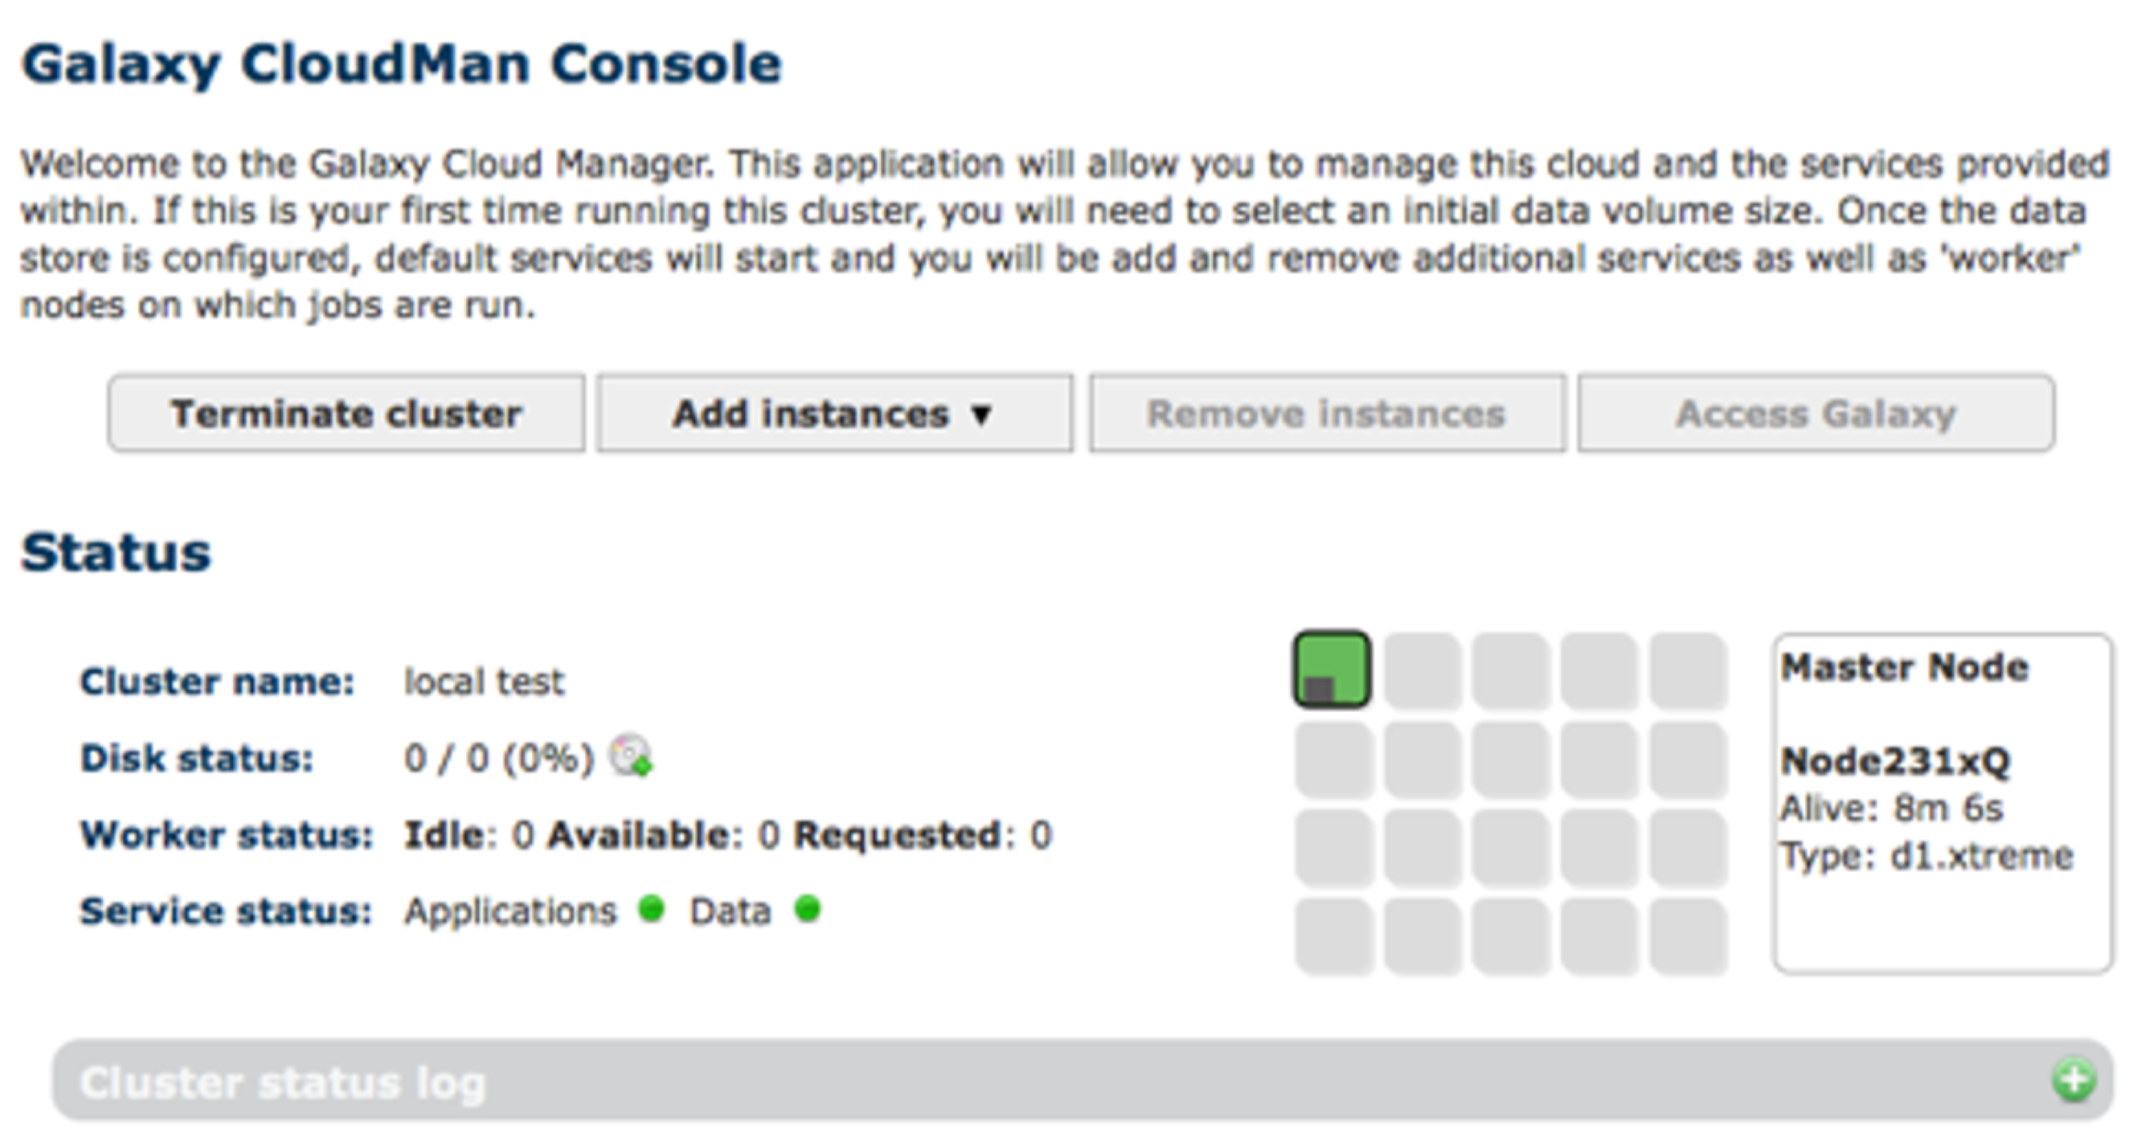 Galaxy CloudMan Console
Welcome to the Galaxy Cloud Manager. This application will allow you to manage this cloud and the services provided
within. If this is your first time running this cluster, you will need to select an initial data volume size. Once the data
store is configured, default services will start and you will be add and remove additional services as well as 'worker'
nodes on which jobs are run.
Terminate cluster
Add instances ▼
Remove instances
Access Galaxy
Status
Cluster name: local test
Disk status: 0 / 0 (0%)
Worker status: Idle: 0 Available: 0 Requested: 0
Service status: Applications Data
Master Node
Node231xQ
Alive: 8m 6s
Type: d1.xtreme
Cluster status log